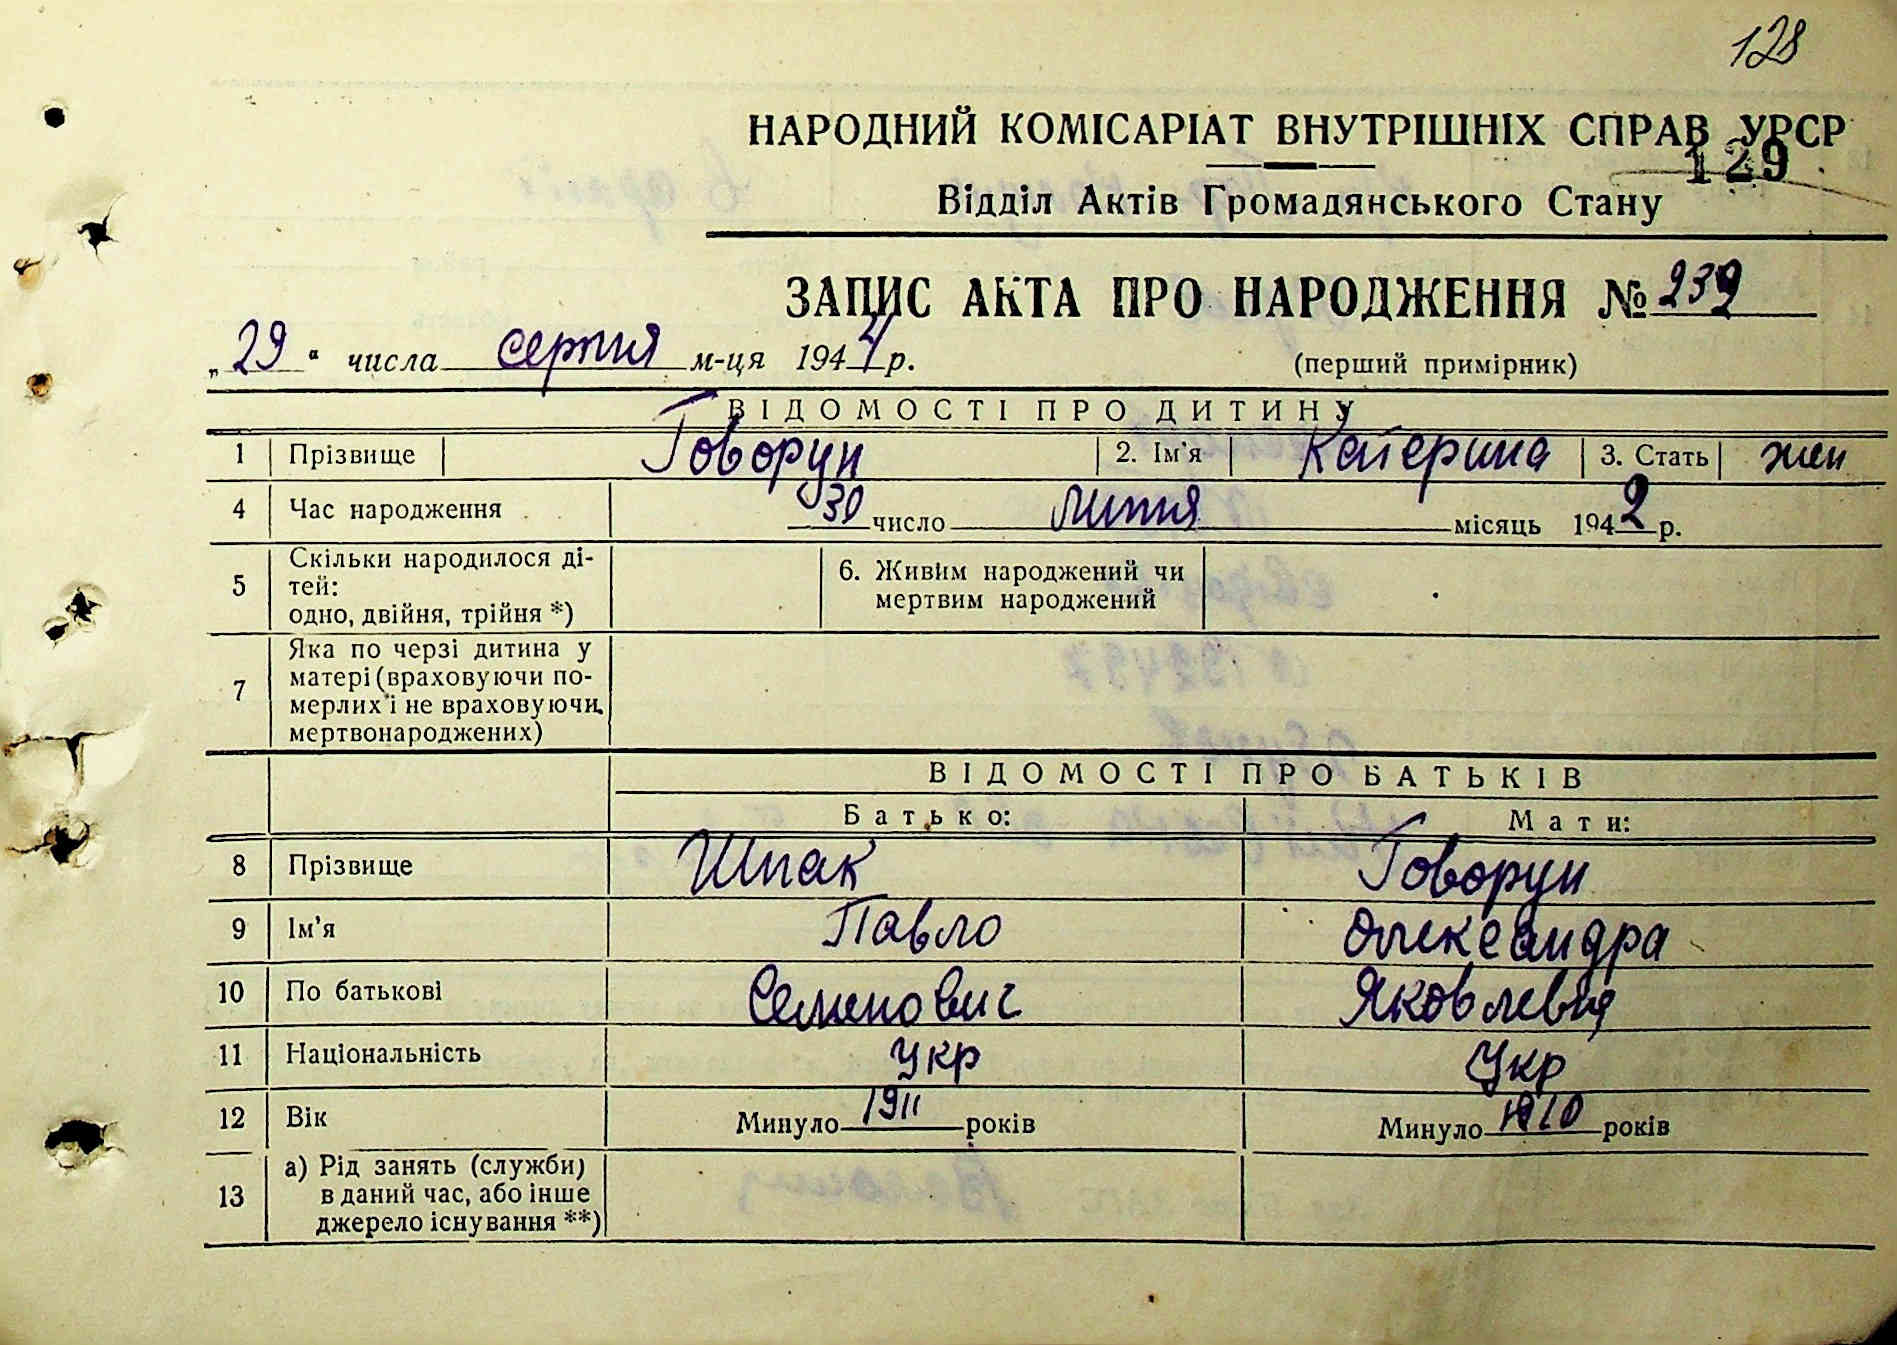 128
НАРОДНИЙ КОМІСАРІАТ ВНУТРІШНІХ СПРАВ УРСР
129
Відділ Актів Громадянського Стану
ЗАПИС АКТА ПРО НАРОДЖЕННЯ № 239
„29“ числа серпня м-ця 1944 р. (перший примірник)
ВІДОМОСТІ ПРО ДИТИНУ
1 Прізвище Говорун 2. Ім'я Катерина 3. Стать жен
4 Час народження 30 число липня місяць 1942 р.
5 Скільки народилося ді-
тей:
одно, двійня, трійня *)
6. Живим народжений чи
мертвим народжений
7 Яка по черзі дитина у
матері (враховуючи по-
мерлих і не враховуючи
мертвонароджених)
ВІДОМОСТІ ПРО БАТЬКІВ
Батько: Мати:
8 Прізвище Шпак Говорун
9 Ім'я Павло Олександра
10 По батькові Семенович Яковлевна
11 Національність Укр Укр
12 Вік Минуло 1911 років Минуло 1910 років
13 а) Рід занять (служби)
в даний час, або інше
джерело існування **)